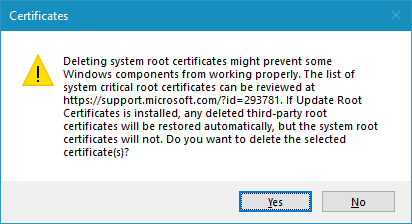 Certificates
Deleting system root certificates might prevent some
Windows components from working properly. The list of
system critical root certificates can be reviewed at
https://support.microsoft.com/?id=293781. If Update Root
Certificates is installed, any deleted third-party root
certificates will be restored automatically, but the system root
certificates will not. Do you want to delete the selected
certificate(s)?
Yes
No